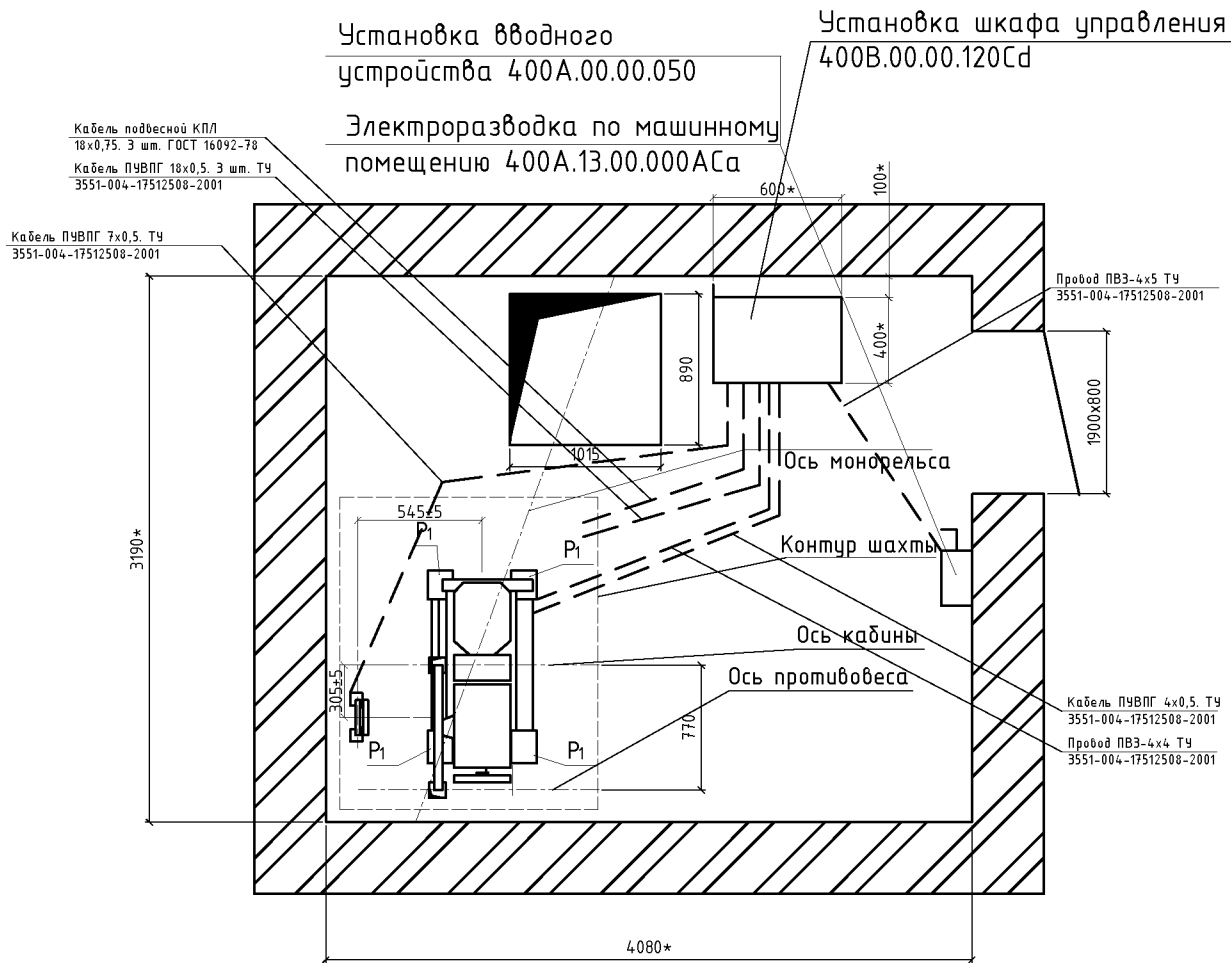 Установка вводного
устройства 400А.00.00.050
Установка шкафа управления
400В.00.00.120Cd
Электроразводка по машинному
помещению 400А.13.00.000АСа
Кабель подвесной КПЛ
18х0,75. 3 шт. ГОСТ 16092-78
Кабель ПУВПГ 18х0,5. 3 шт. ТУ
3551-004-17512508-2001
Кабель ПУВПГ 7х0,5. ТУ
3551-004-17512508-2001
600*
100*
Провод ПВЗ-4х5 ТУ
3551-004-17512508-2001
400*
890
1015
1900х800
Ось монорельса
3190*
545±5
Р1
Р1
Контур шахты
Ось кабины
Ось противовеса
305±5
770
Р1
Р1
Кабель ПУВПГ 4х0,5. ТУ
3551-004-17512508-2001
Провод ПВЗ-4х4 ТУ
3551-004-17512508-2001
4080*